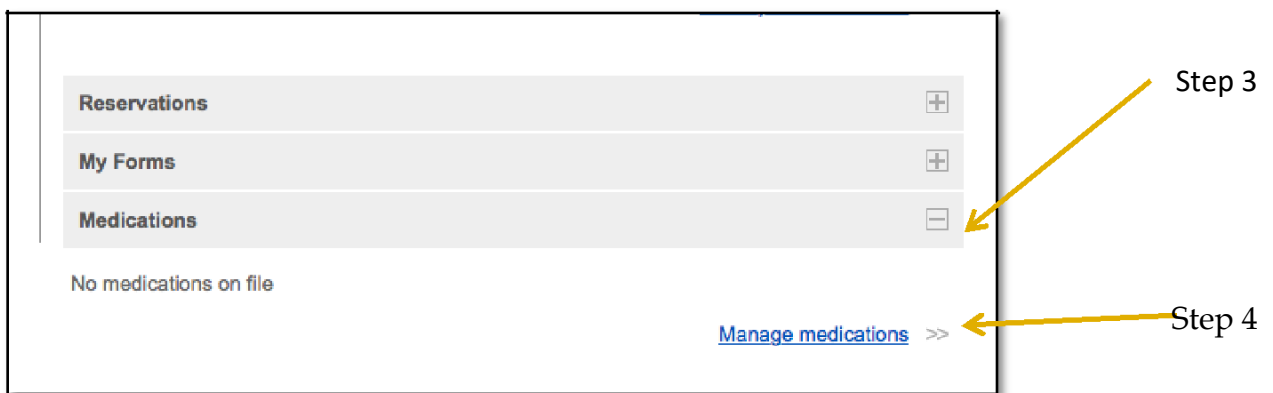 Step 3
Reservations
My Forms
Medications
No medications on file
Manage medications >>
Step 4